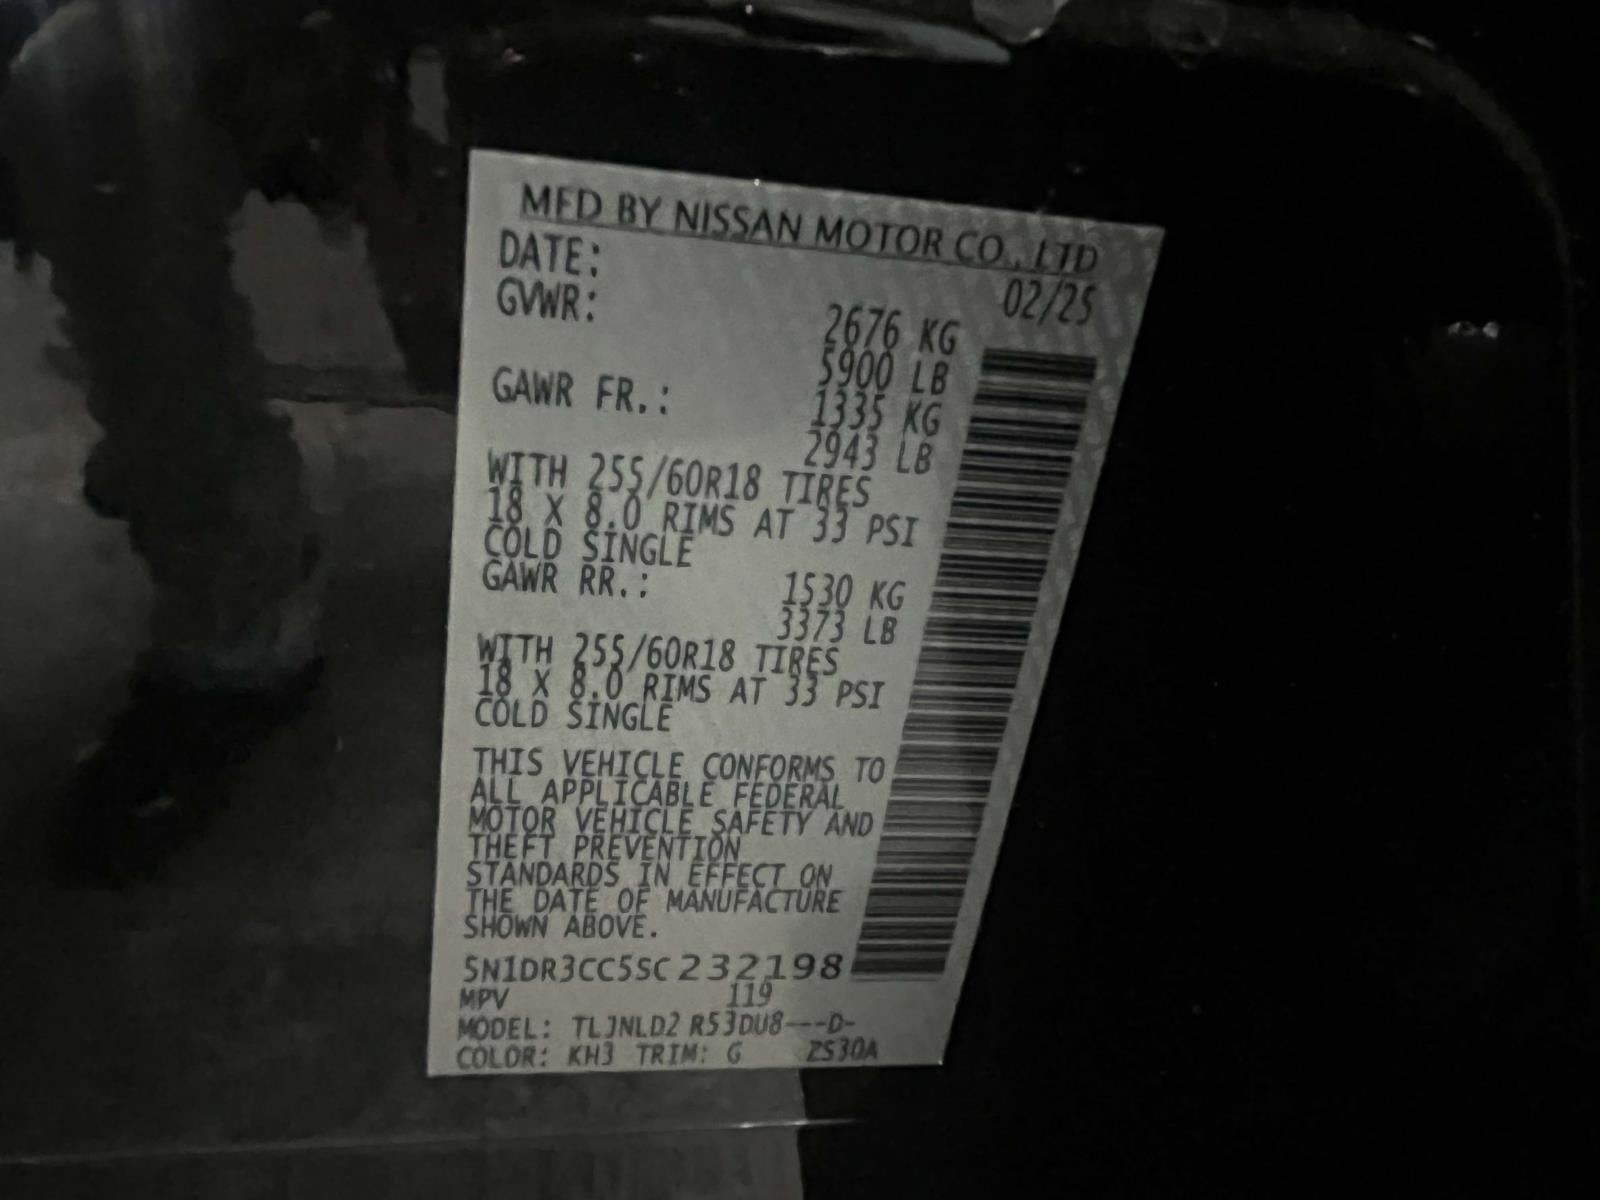 MFD BY NISSAN MOTOR CO., LTD
DATE: 02/25
GVWR: 2676 KG
5900 LB
GAWR FR.: 1335 KG
2943 LB
WITH 255/60R18 TIRES
18 X 8.0 RIMS AT 33 PSI
COLD SINGLE
GAWR RR.: 1530 KG
3373 LB
WITH 255/60R18 TIRES
18 X 8.0 RIMS AT 33 PSI
COLD SINGLE
THIS VEHICLE CONFORMS TO
ALL APPLICABLE FEDERAL
MOTOR VEHICLE SAFETY AND
THEFT PREVENTION
STANDARDS IN EFFECT ON
THE DATE OF MANUFACTURE
SHOWN ABOVE.
5N1DR3CC5SC232198
MPV 119
MODEL: TLJNLD2 R53DU8---D-
COLOR: KH3 TRIM: G ZS30A